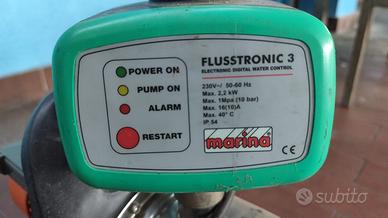 FLUSSTRONIC 3
ELECTRONIC DIGITAL WATER CONTROL
POWER ON
PUMP ON
ALARM
RESTART
230V~/ 50-60 Hz
Max. 2,2 kW
Max. 1Mpa (10 bar)
Max. 16(10)A
Max. 40° C
IP 54
marina
CE
subito